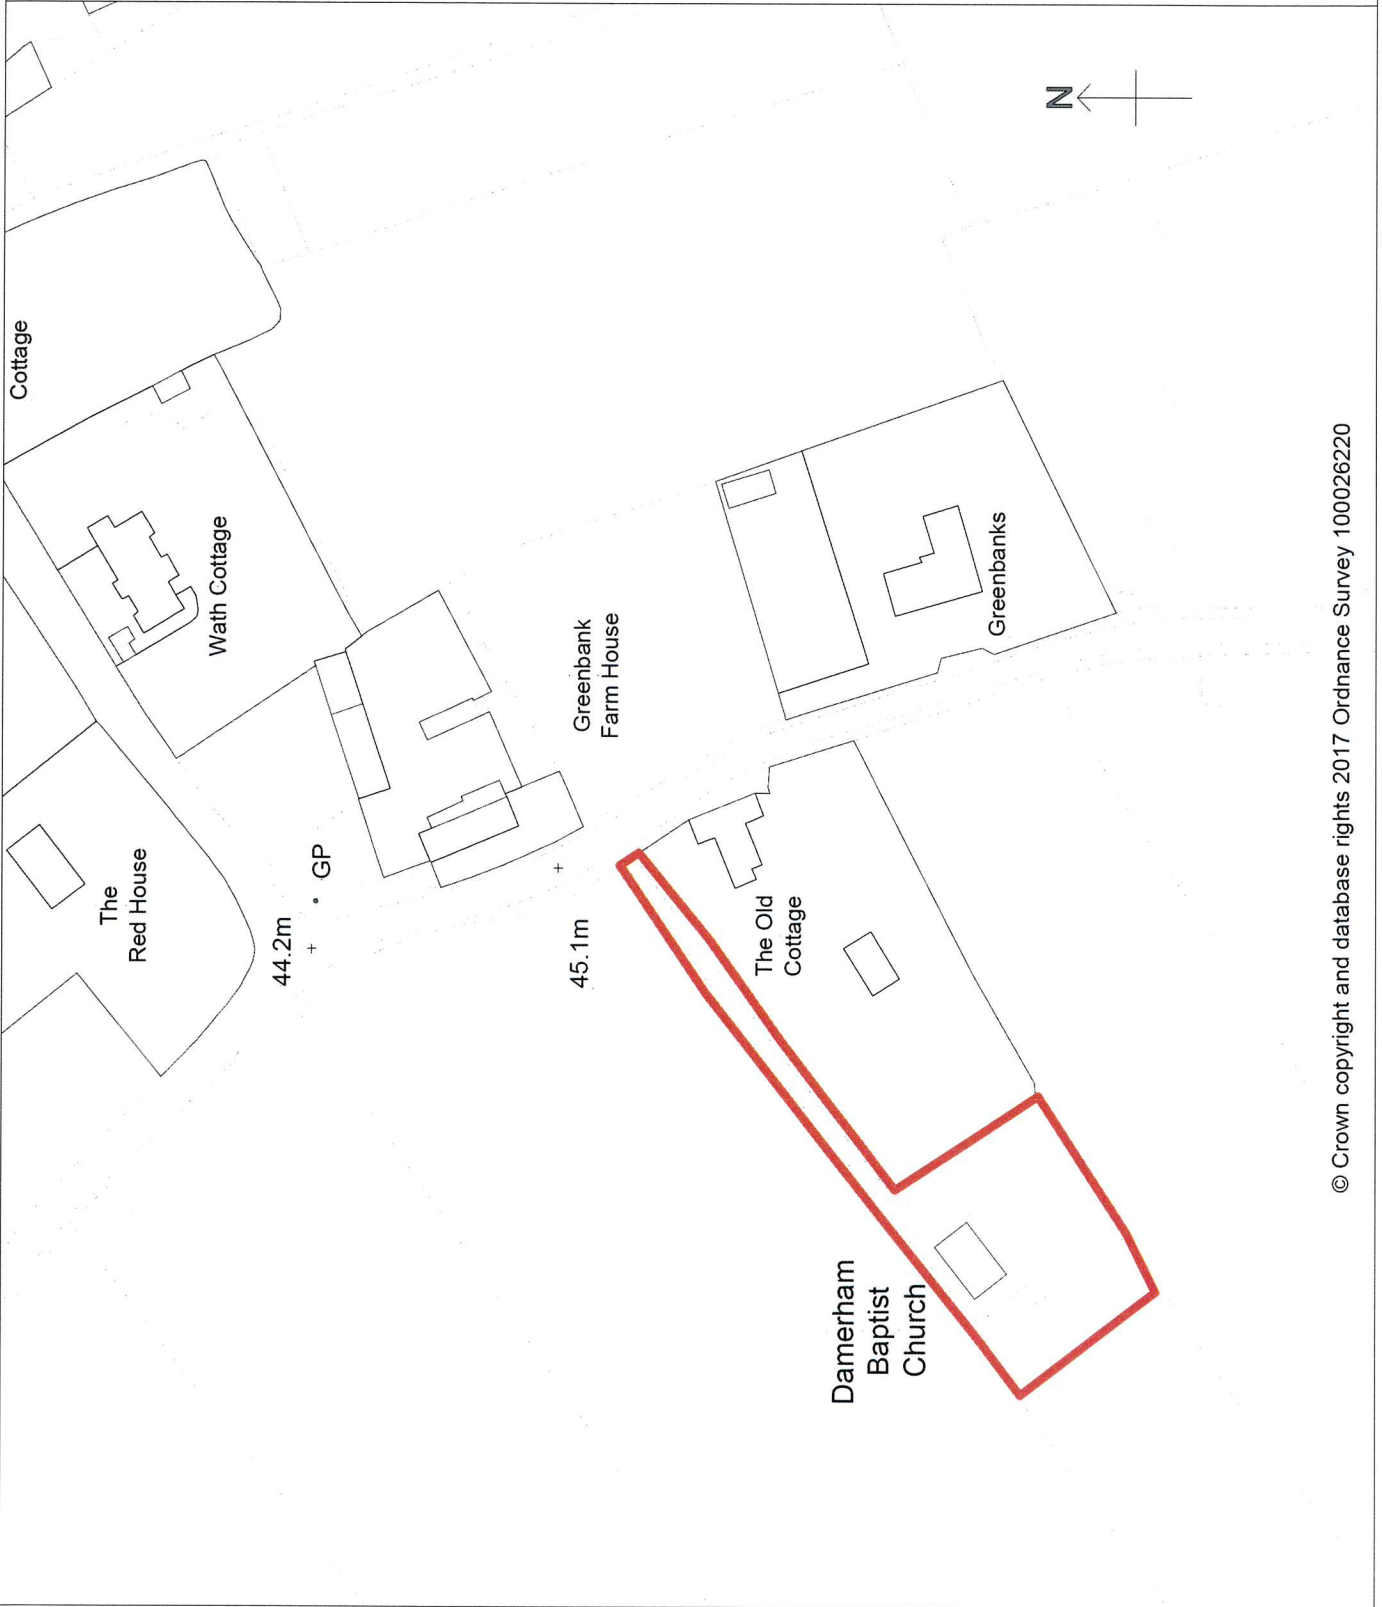 Cottage
Wath Cottage
The
Red House
GP
44.2m
Greenbank
Farm House
45.1m
Greenbanks
The Old
Cottage
Damerham
Baptist
Church
N
© Crown copyright and database rights 2017 Ordnance Survey 100026220